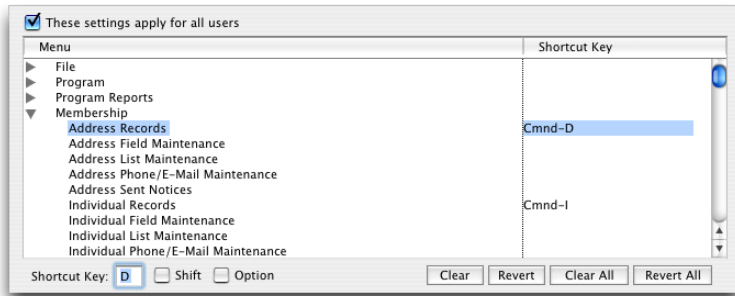 These settings apply for all users
Menu Shortcut Key
File
Program
Program Reports
Membership
Address Records Cmnd-D
Address Field Maintenance
Address List Maintenance
Address Phone/E-Mail Maintenance
Address Sent Notices
Individual Records Cmnd-I
Individual Field Maintenance
Individual List Maintenance
Individual Phone/E-Mail Maintenance
Shortcut Key: D Shift Option Clear Revert Clear All Revert All